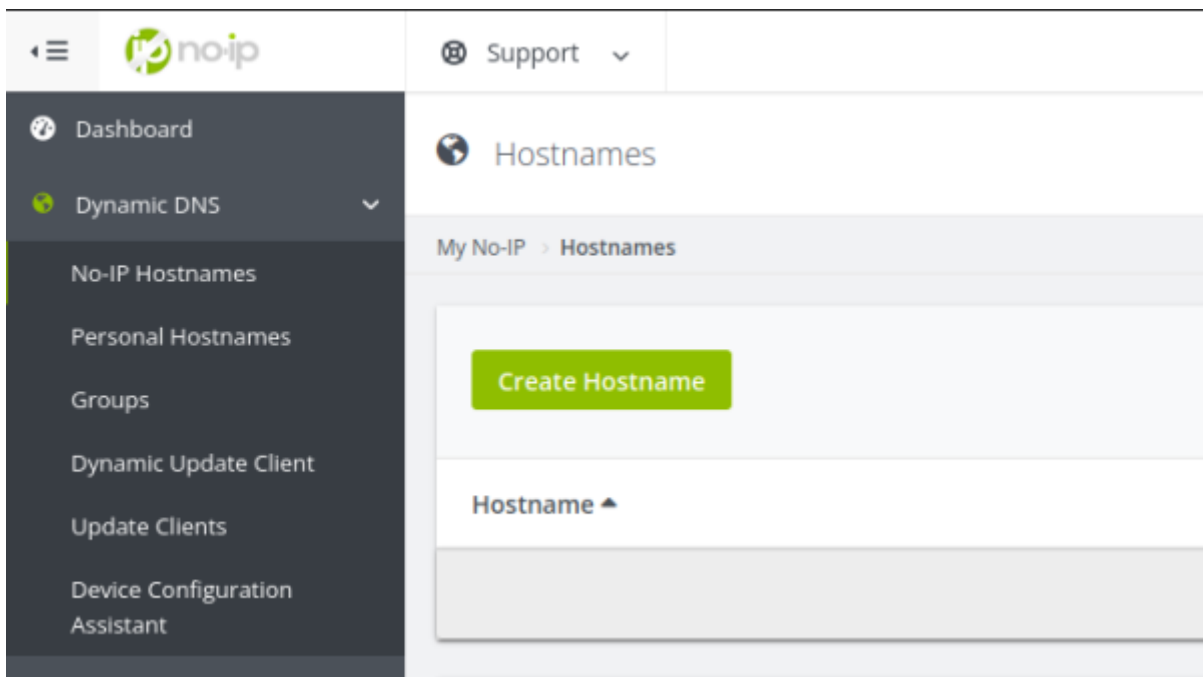 no·ip
Support
Dashboard
Hostnames
Dynamic DNS
My No-IP > Hostnames
No-IP Hostnames
Personal Hostnames
Groups
Dynamic Update Client
Update Clients
Device Configuration
Assistant
Create Hostname
Hostname